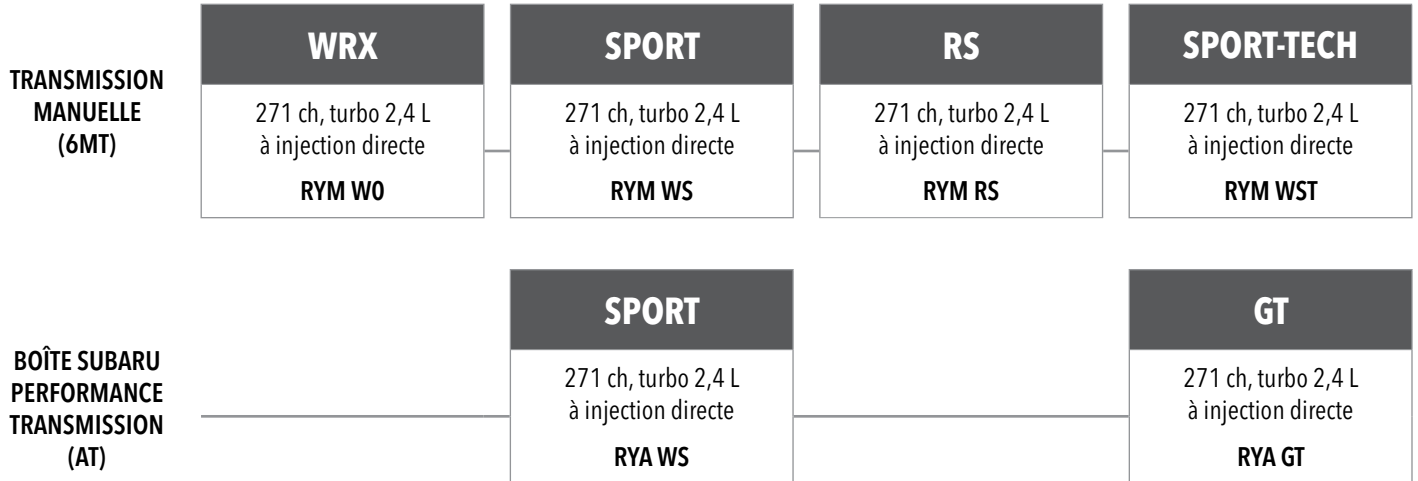 TRANSMISSION
MANUELLE
(6MT)
WRX
271 ch, turbo 2,4 L
à injection directe
RYM W0
SPORT
271 ch, turbo 2,4 L
à injection directe
RYM WS
RS
271 ch, turbo 2,4 L
à injection directe
RYM RS
SPORT-TECH
271 ch, turbo 2,4 L
à injection directe
RYM WST
BOÎTE SUBARU
PERFORMANCE
TRANSMISSION
(AT)
SPORT
271 ch, turbo 2,4 L
à injection directe
RYA WS
GT
271 ch, turbo 2,4 L
à injection directe
RYA GT